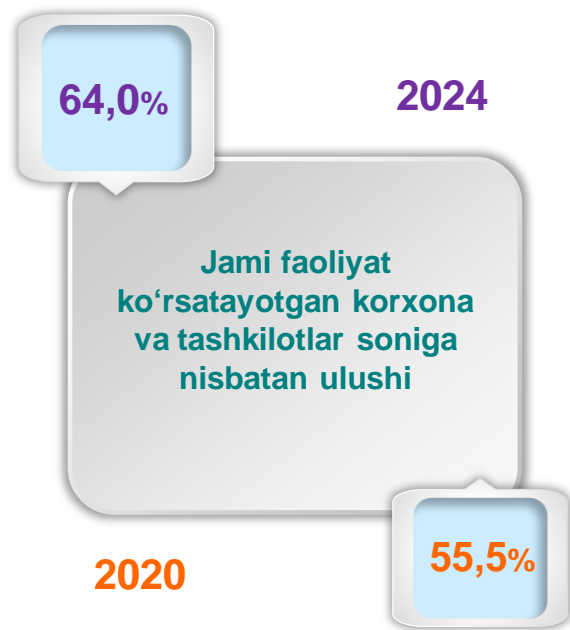 64,0%
2024
Jami faoliyat
ko‘rsatayotgan korxona
va tashkilotlar soniga
nisbatan ulushi
2020
55,5%